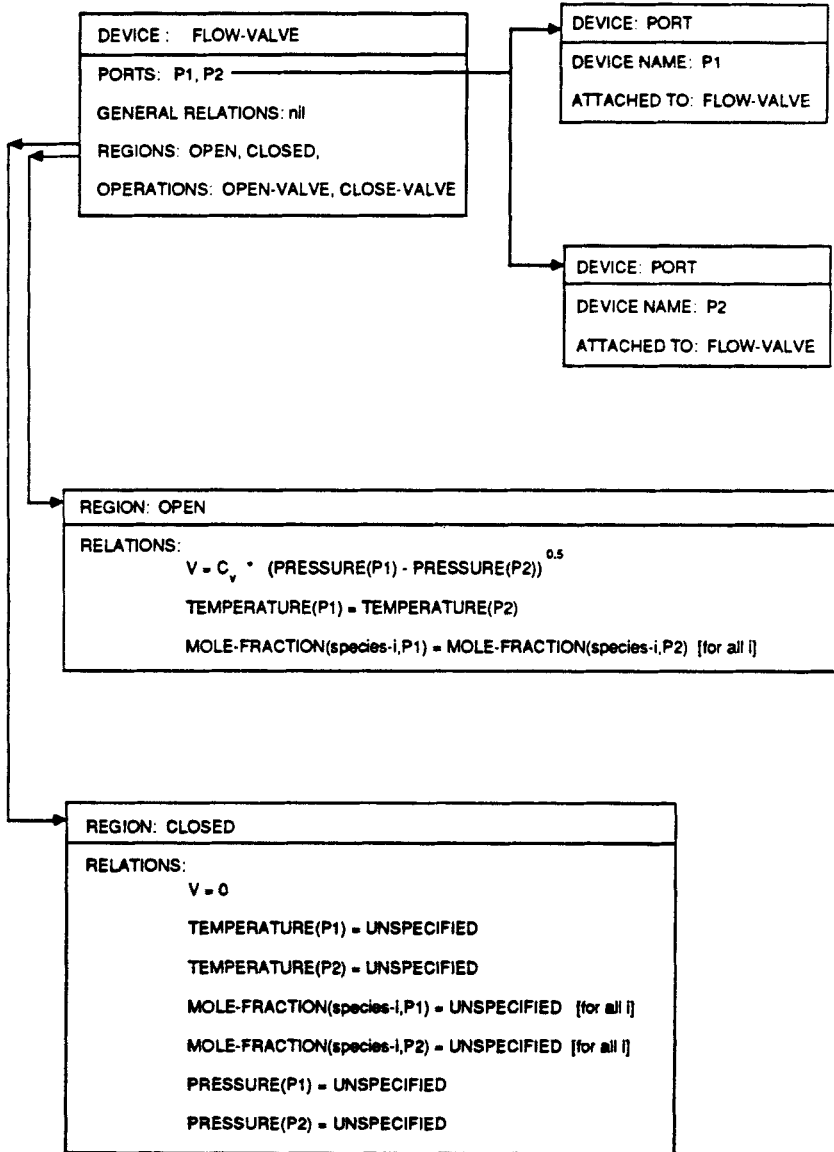 DEVICE : FLOW-VALVE
PORTS: P1, P2
GENERAL RELATIONS: nil
REGIONS: OPEN, CLOSED,
OPERATIONS: OPEN-VALVE, CLOSE-VALVE
DEVICE: PORT
DEVICE NAME: P1
ATTACHED TO: FLOW-VALVE
DEVICE: PORT
DEVICE NAME: P2
ATTACHED TO: FLOW-VALVE
REGION: OPEN
RELATIONS:
V = C_v * (PRESSURE(P1) - PRESSURE(P2))^0.5
TEMPERATURE(P1) = TEMPERATURE(P2)
MOLE-FRACTION(species-i,P1) = MOLE-FRACTION(species-i,P2) [for all i]
REGION: CLOSED
RELATIONS:
V = 0
TEMPERATURE(P1) = UNSPECIFIED
TEMPERATURE(P2) = UNSPECIFIED
MOLE-FRACTION(species-i,P1) = UNSPECIFIED [for all i]
MOLE-FRACTION(species-i,P2) = UNSPECIFIED [for all i]
PRESSURE(P1) = UNSPECIFIED
PRESSURE(P2) = UNSPECIFIED